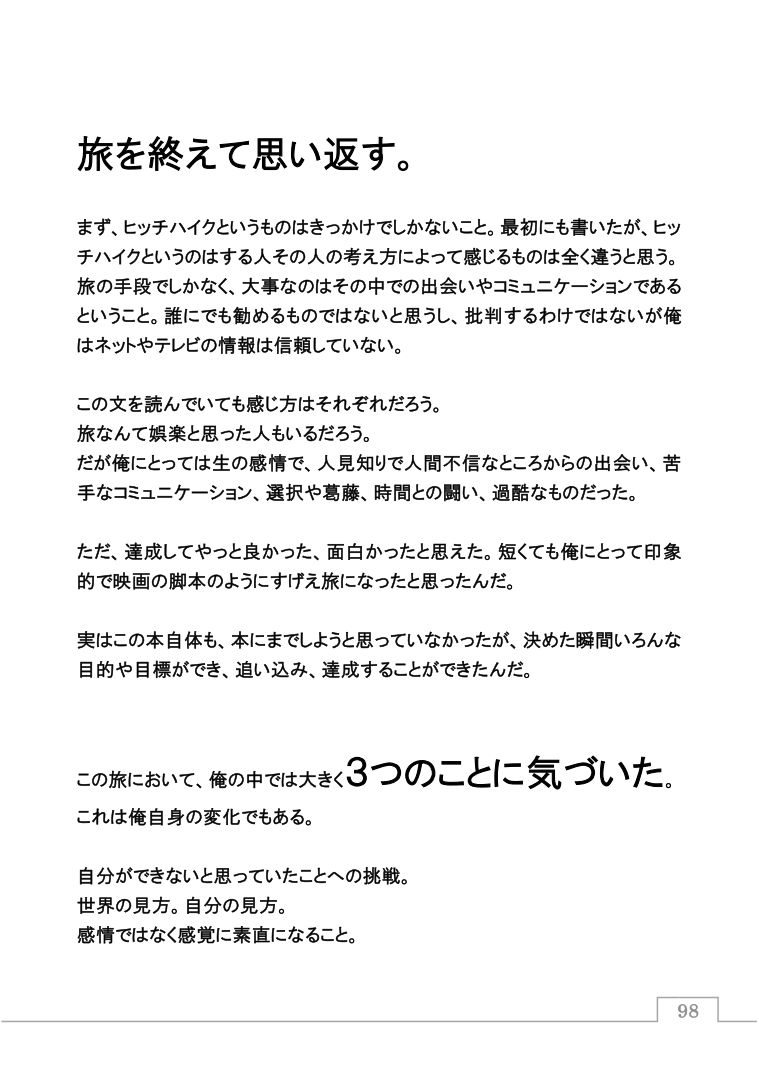 旅を終えて思い返す。
まず、ヒッチハイクというものはきっかけでしかないこと。最初にも書いたが、ヒッ
チハイクというのはする人その人の考え方によって感じるものは全く違うと思う。
旅の手段でしかなく、大事なのはその中での出会いやコミュニケーションである
ということ。誰にでも勧めるものではないと思うし、批判するわけではないが俺
はネットやテレビの情報は信頼していない。
この文を読んでいても感じ方はそれぞれだろう。
旅なんて娯楽と思った人もいるだろう。
だが俺にとっては生の感情で、人見知りで人間不信なところからの出会い、苦
手なコミュニケーション、選択や葛藤、時間との闘い、過酷なものだった。
ただ、達成してやっと良かった、面白かったと思えた。短くても俺にとって印象
的で映画の脚本のようにすげえ旅になったと思ったんだ。
実はこの本自体も、本にまでしようと思っていなかったが、決めた瞬間いろんな
目的や目標ができ、追い込み、達成することができたんだ。
この旅において、俺の中では大きく3つのことに気づいた。
これは俺自身の変化でもある。
自分ができないと思っていたことへの挑戦。
世界の見方。自分の見方。
感情ではなく感覚に素直になること。
98